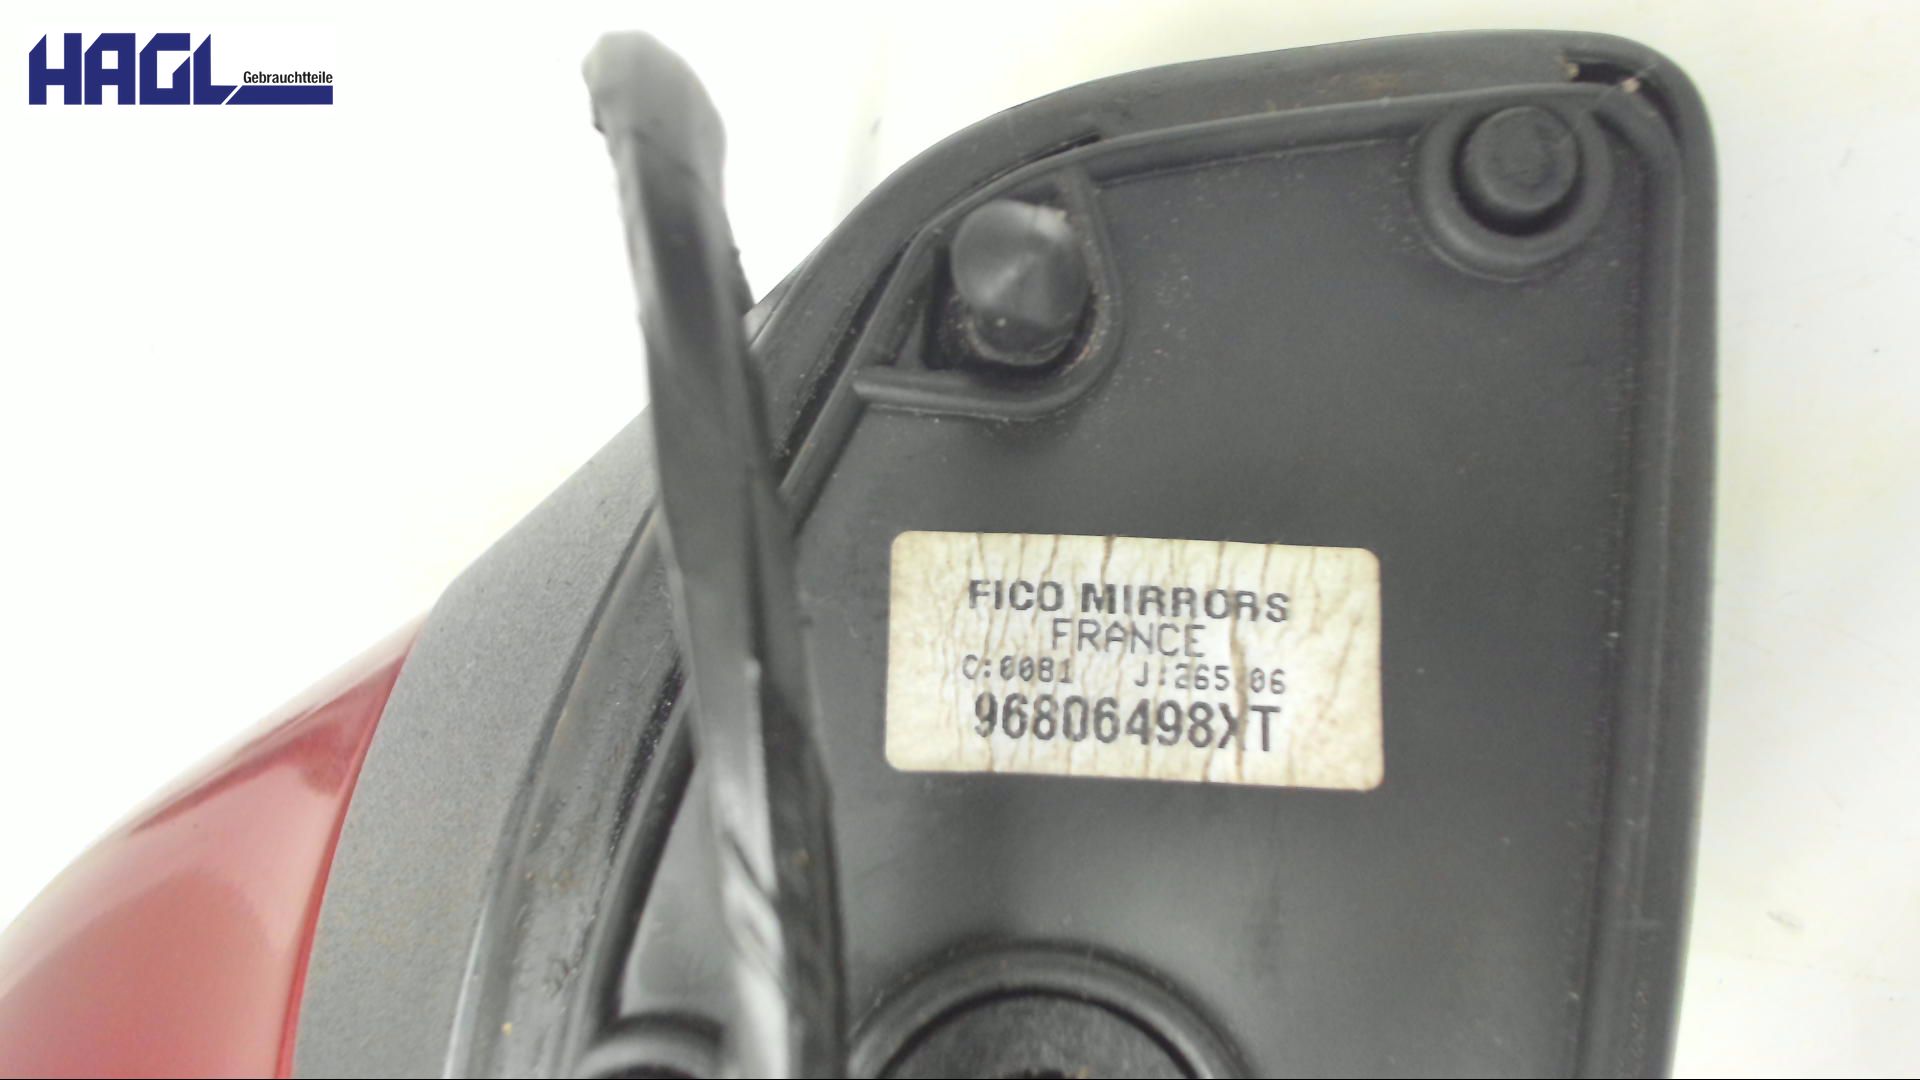 HAGL Gebrauchtteile
FICO MIRRORS
FRANCE
C:0081 J:265 06
96806498XT